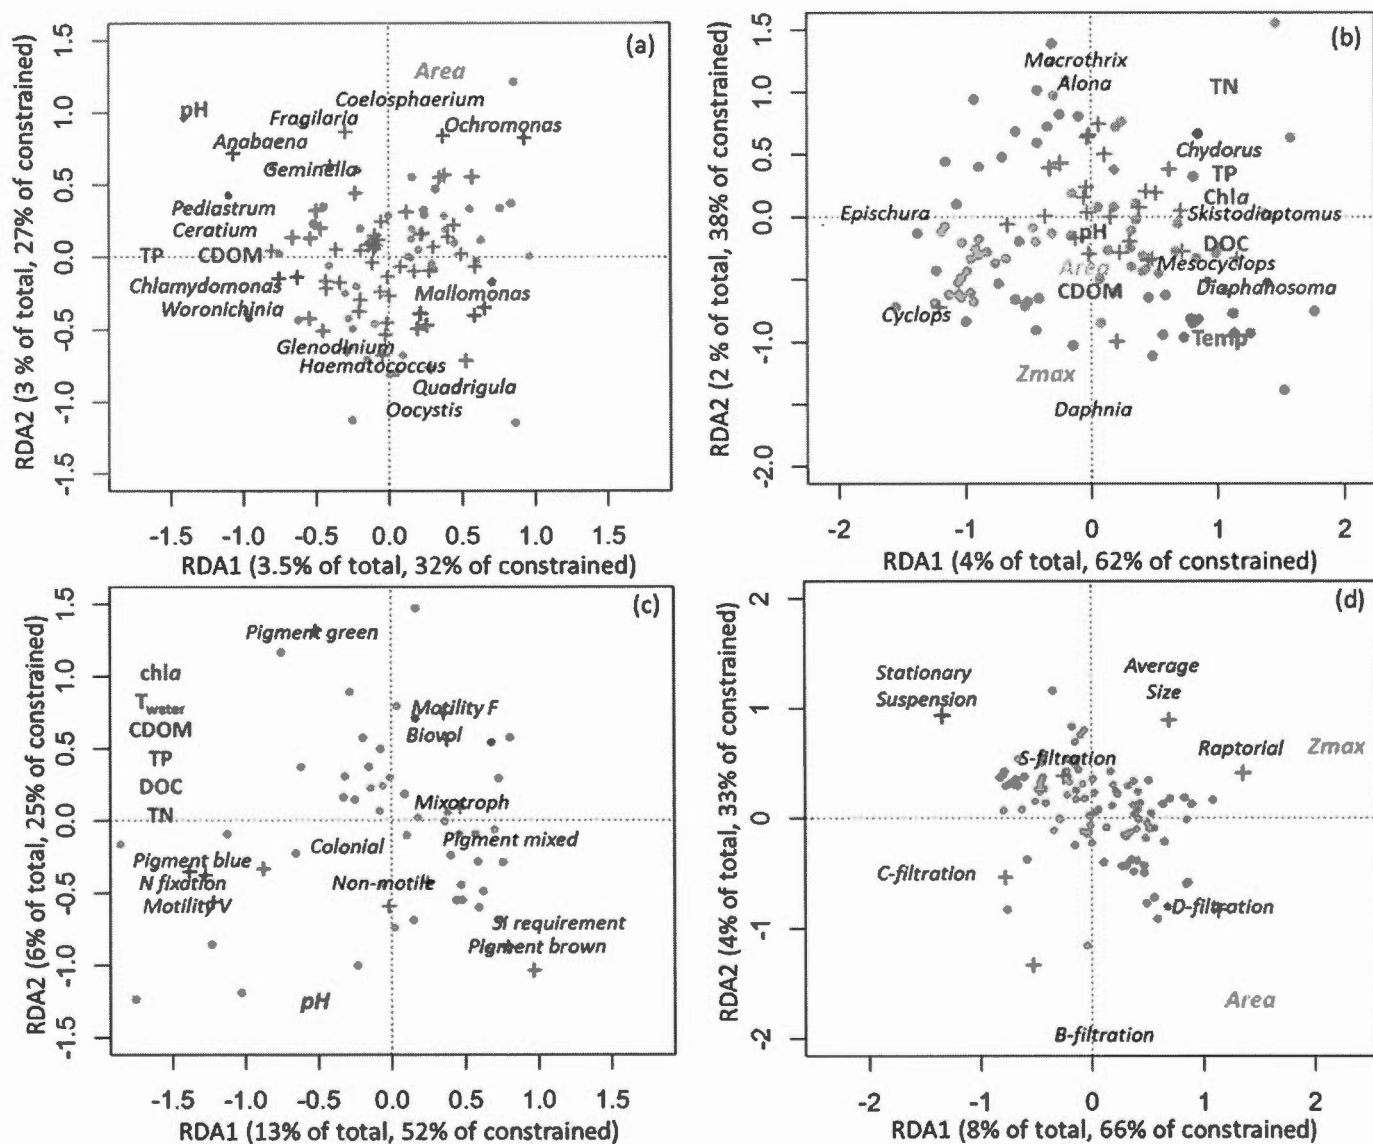 (a)
RDA2 (3 % of total, 27% of constrained)
1.5
1.0
0.5
0.0
-0.5
-1.0
-1.5
Area
Coelosphaerium
pH
Fragilaria
Ochromonas
Anabaena
Geminella
Pediastrum
Ceratium
TP
CDOM
Chlamydomonas
Mallomonas
Woronichinia
Glenodinium
Haematococcus
Quadrigula
Oocystis
-1.5 -1.0 -0.5 0.0 0.5 1.0 1.5
RDA1 (3.5% of total, 32% of constrained)
(b)
RDA2 (2 % of total, 38% of constrained)
1.5
1.0
0.5
0.0
-1.0
-2.0
Macrothrix
Alona
TN
Chydorus
TP
Chla
Epischura
Skistodiaptomus
pH
DOC
Area
Mesocyclops
CDOM
Diaphanosoma
Cyclops
Temp
Zmax
Daphnia
-2 -1 0 1 2
RDA1 (4% of total, 62% of constrained)
(c)
RDA2 (6% of total, 25% of constrained)
1.5
1.0
0.5
0.0
-0.5
-1.0
-1.5
Pigment green
chla
Twater
Motility F
CDOM
Biovol
TP
DOC
Mixotroph
TN
Colonial
Pigment mixed
Pigment blue
N fixation
Non-motile
Motility V
Si requirement
Pigment brown
pH
-1.5 -1.0 -0.5 0.0 0.5 1.0 1.5
RDA1 (13% of total, 52% of constrained)
(d)
RDA2 (4% of total, 33% of constrained)
2
1
0
-1
-2
Stationary
Suspension
Average
Size
S-filtration
Raptorial
Zmax
C-filtration
D-filtration
Area
B-filtration
-2 -1 0 1 2
RDA1 (8% of total, 66% of constrained)